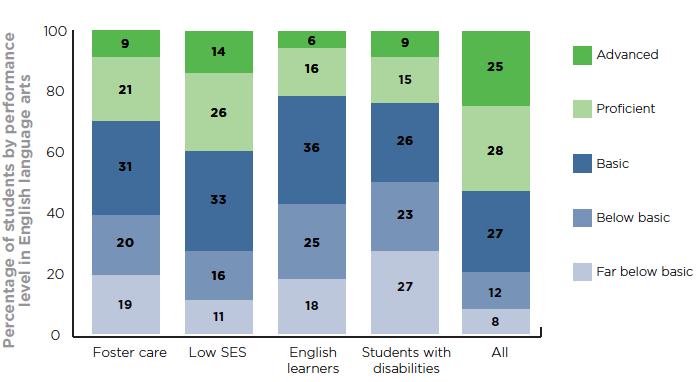 Percentage of students by performance
level in English language arts
100
80
60
40
20
0
9
21
31
20
19
14
26
33
16
11
6
16
36
25
18
9
15
26
23
27
25
28
27
12
8
Foster care
Low SES
English
learners
Students with
disabilities
All
Advanced
Proficient
Basic
Below basic
Far below basic